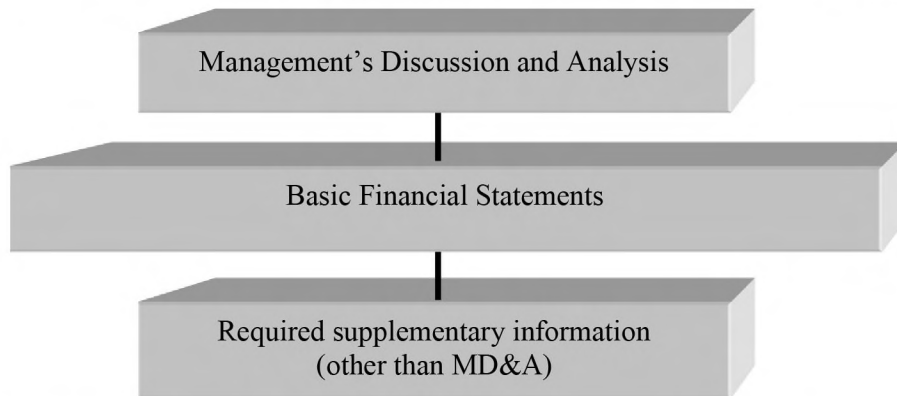 Management’s Discussion and Analysis
Basic Financial Statements
Required supplementary information
(other than MD&A)